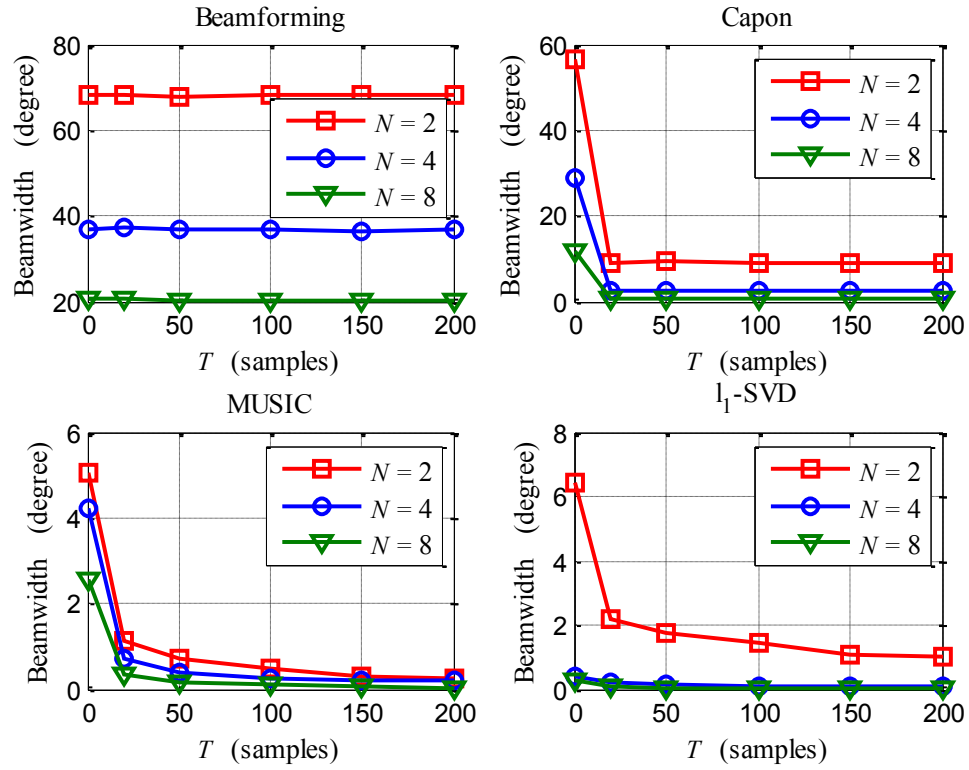 Beamforming
Beamwidth (degree)
80
60
40
20
0
50
100
150
200
T (samples)
N = 2
N = 4
N = 8
Capon
Beamwidth (degree)
60
40
20
0
0
50
100
150
200
T (samples)
N = 2
N = 4
N = 8
MUSIC
Beamwidth (degree)
6
4
2
0
0
50
100
150
200
T (samples)
N = 2
N = 4
N = 8
l₁-SVD
Beamwidth (degree)
8
6
4
2
0
0
50
100
150
200
T (samples)
N = 2
N = 4
N = 8